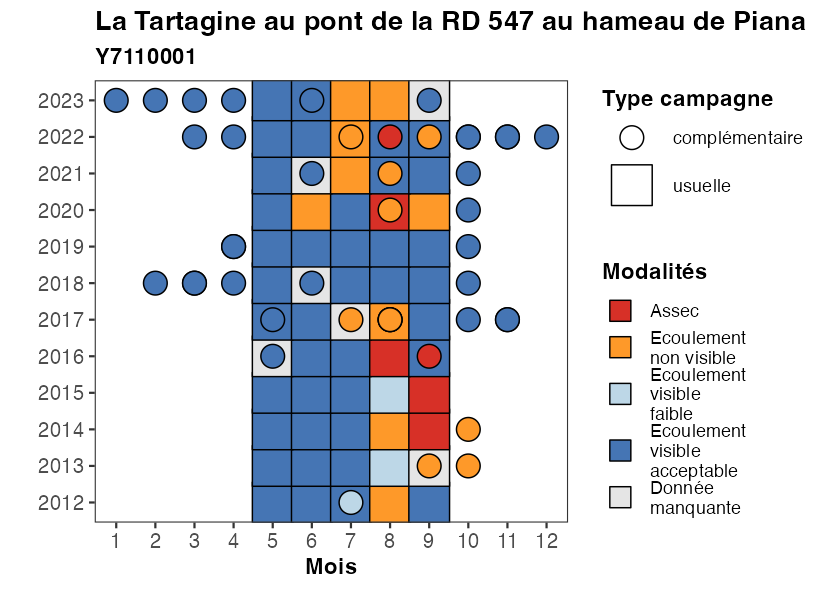 La Tartagine au pont de la RD 547 au hameau de Piana
Y7110001
2023
2022
2021
2020
2019
2018
2017
2016
2015
2014
2013
2012
1 2 3 4 5 6 7 8 9 10 11 12
Mois
Type campagne
complémentaire
usuelle
Modalités
Assec
Ecoulement
non visible
Ecoulement
visible
faible
Ecoulement
visible
acceptable
Donnée
manquante